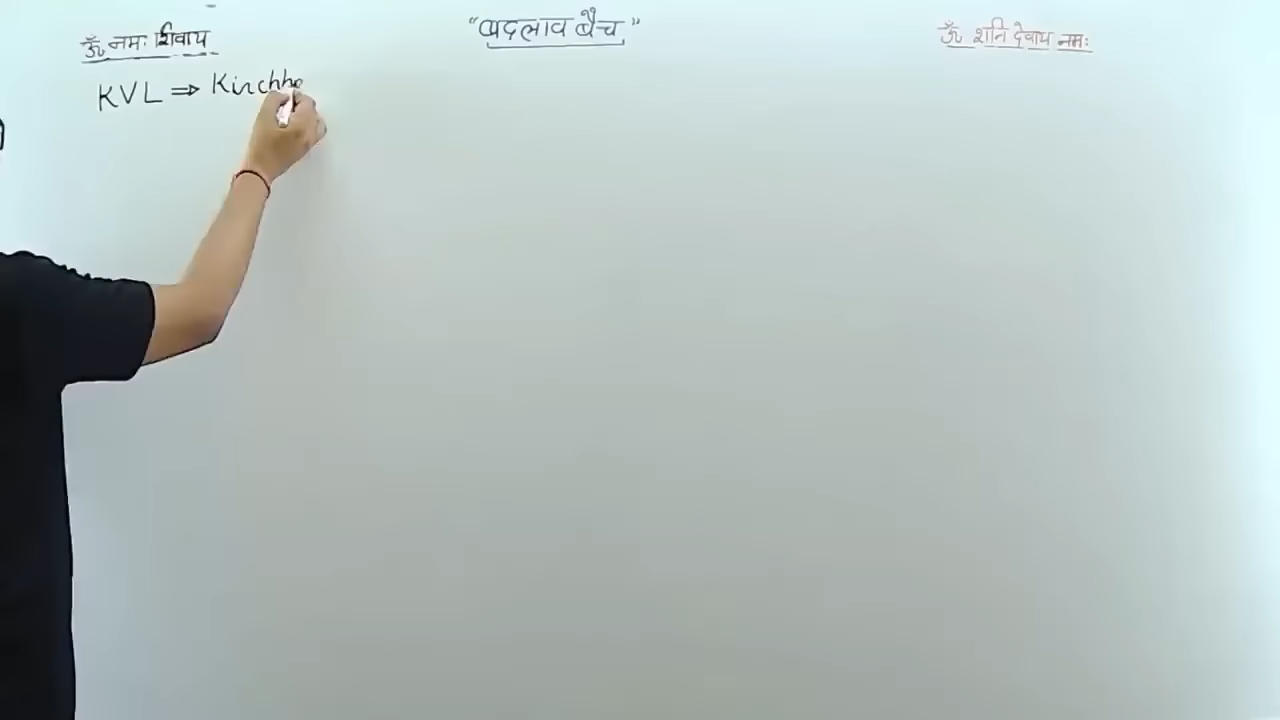 ॐ नमः शिवाय
"बदलाव बैच"
ॐ शनि देवाय नमः
KVL ⇒ Kirchho